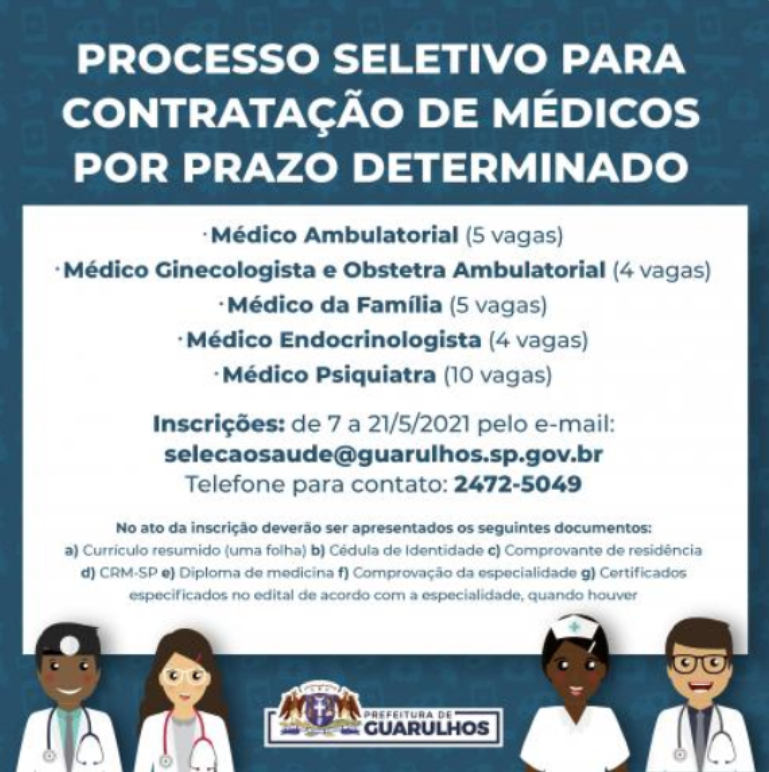 PROCESSO SELETIVO PARA
CONTRATAÇÃO DE MÉDICOS
POR PRAZO DETERMINADO
·Médico Ambulatorial (5 vagas)
·Médico Ginecologista e Obstetra Ambulatorial (4 vagas)
·Médico da Família (5 vagas)
·Médico Endocrinologista (4 vagas)
·Médico Psiquiatra (10 vagas)
Inscrições: de 7 a 21/5/2021 pelo e-mail:
selecaosaude@guarulhos.sp.gov.br
Telefone para contato: 2472-5049
No ato da inscrição deverão ser apresentados os seguintes documentos:
a) Currículo resumido (uma folha) b) Cédula de Identidade c) Comprovante de residência
d) CRM-SP e) Diploma de medicina f) Comprovação da especialidade g) Certificados
especificados no edital de acordo com a especialidade, quando houver
PREFEITURA DE
GUARULHOS